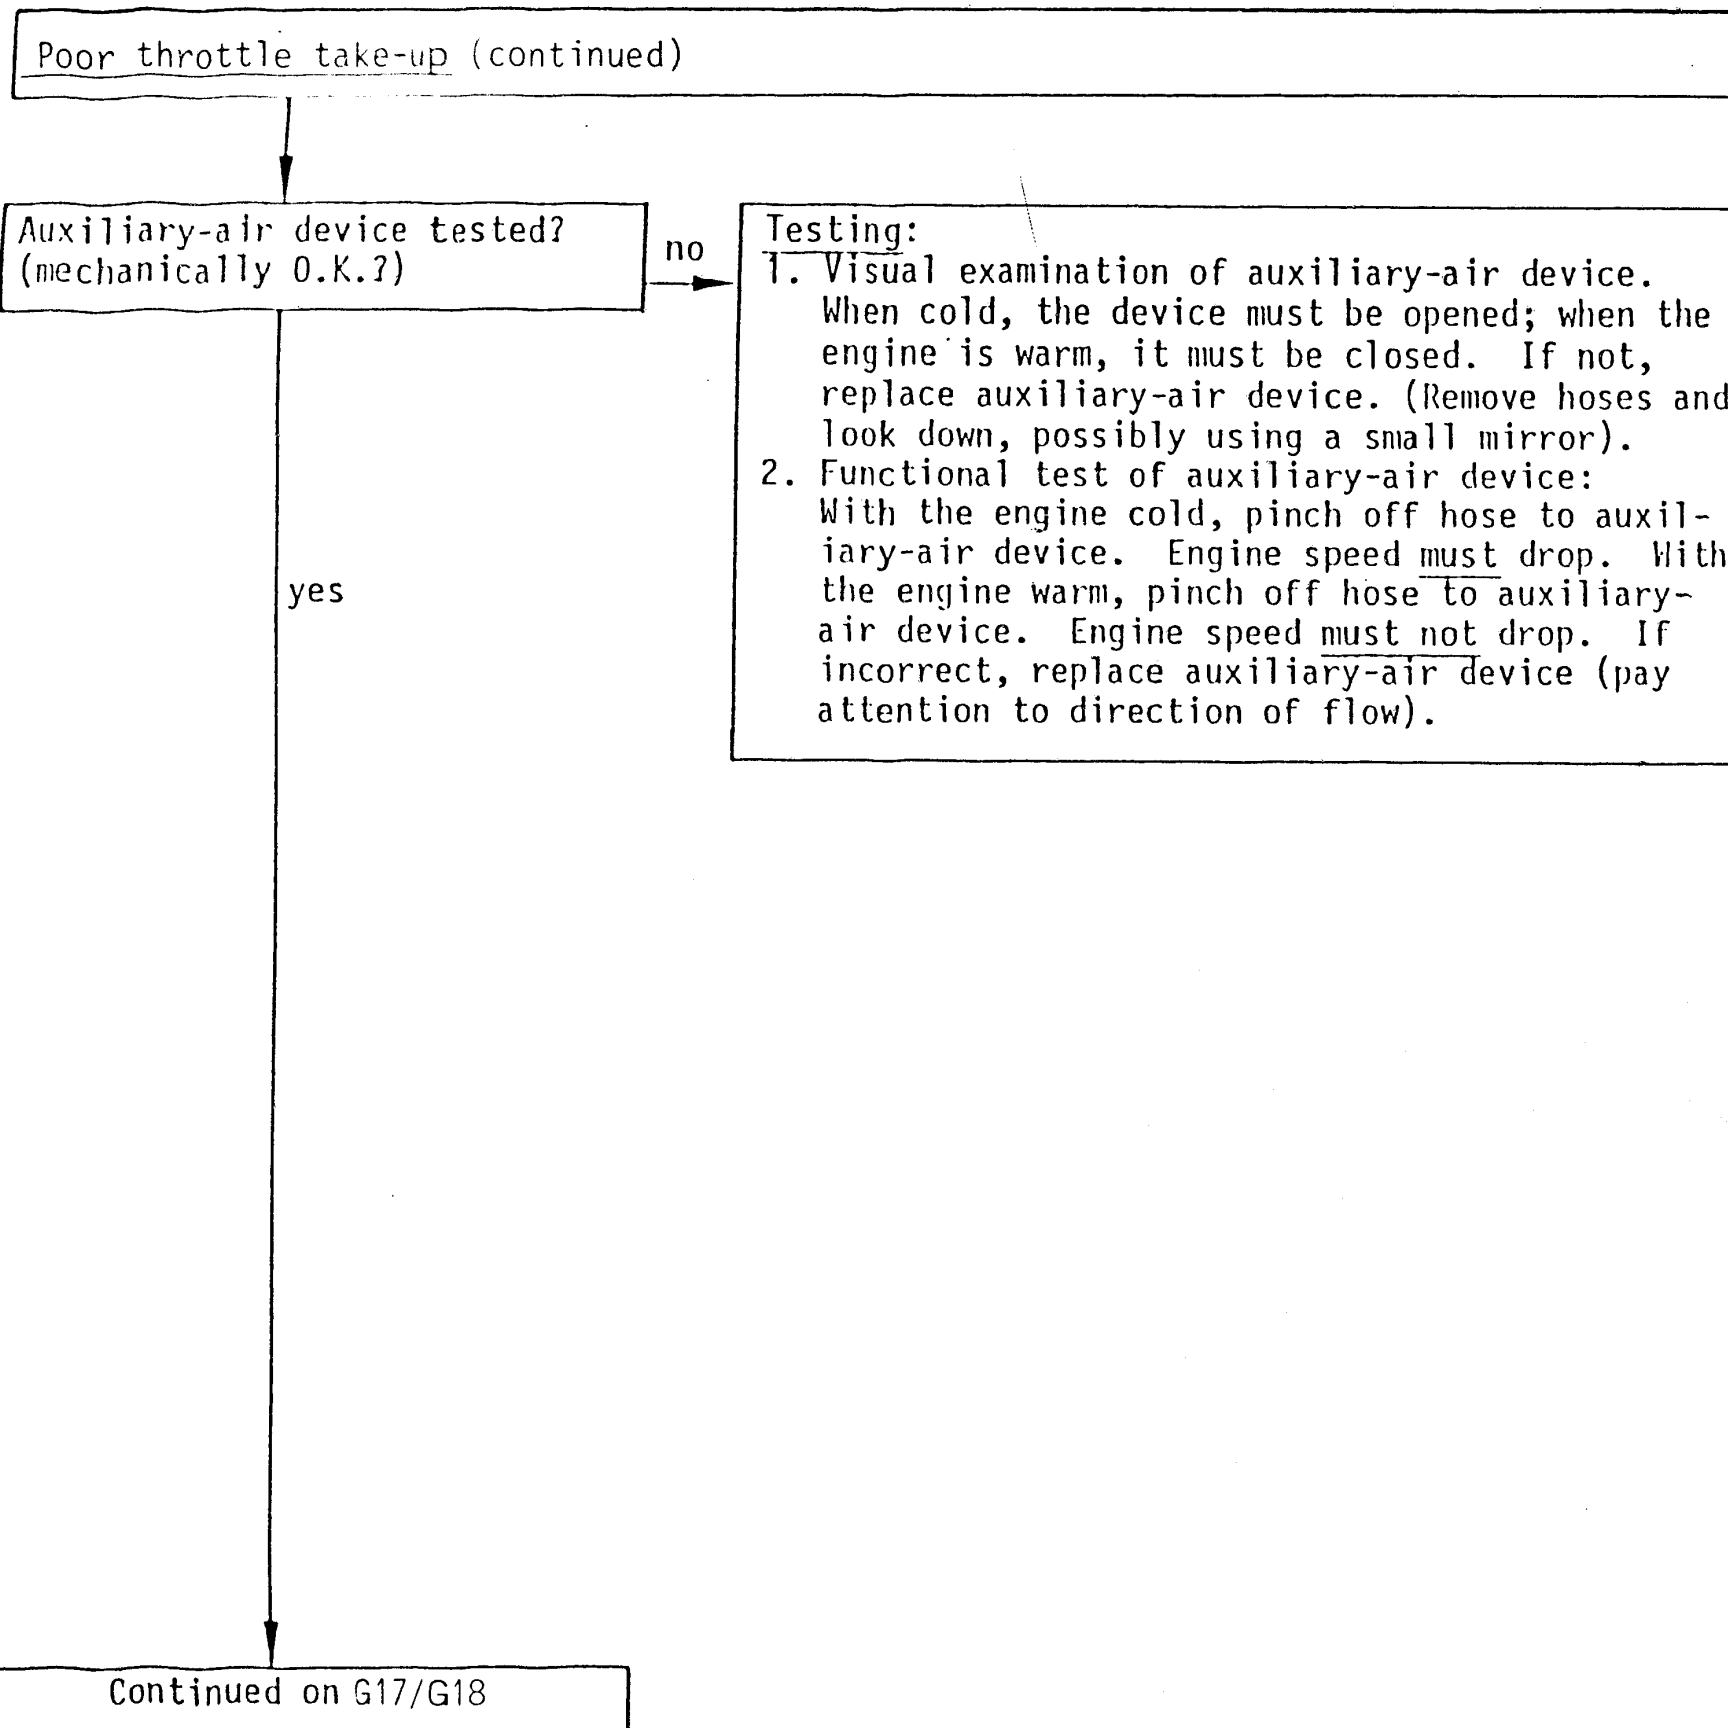 Poor throttle take-up (continued)
Auxiliary-air device tested?
(mechanically O.K.?)
no
Testing:
1. Visual examination of auxiliary-air device.
When cold, the device must be opened; when the
engine is warm, it must be closed. If not,
replace auxiliary-air device. (Remove hoses and
look down, possibly using a small mirror).
2. Functional test of auxiliary-air device:
With the engine cold, pinch off hose to auxil-
iary-air device. Engine speed must drop. With
the engine warm, pinch off hose to auxiliary-
air device. Engine speed must not drop. If
incorrect, replace auxiliary-air device (pay
attention to direction of flow).
yes
Continued on G17/G18